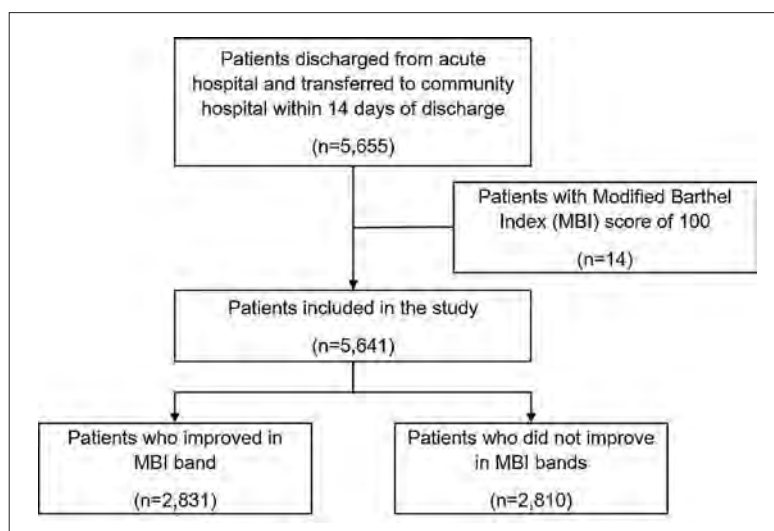 Patients discharged from acute
hospital and transferred to community
hospital within 14 days of discharge
(n=5,655)
Patients with Modified Barthel
Index (MBI) score of 100
(n=14)
Patients included in the study
(n=5,641)
Patients who improved in
MBI band
(n=2,831)
Patients who did not improve
in MBI bands
(n=2,810)